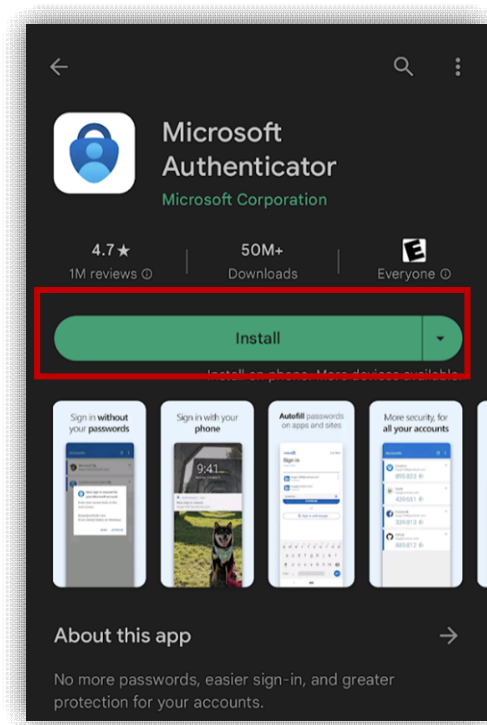 Microsoft
Authenticator
Microsoft Corporation
4.7★ 50M+ E
1M reviews Downloads Everyone
Install
Install on phone. More devices available.
Sign in without
your passwords
Sign in with your
phone
9:41
Autofill passwords
on apps and sites
Sign in
More security, for
all your accounts
About this app
No more passwords, easier sign-in, and greater
protection for your accounts.